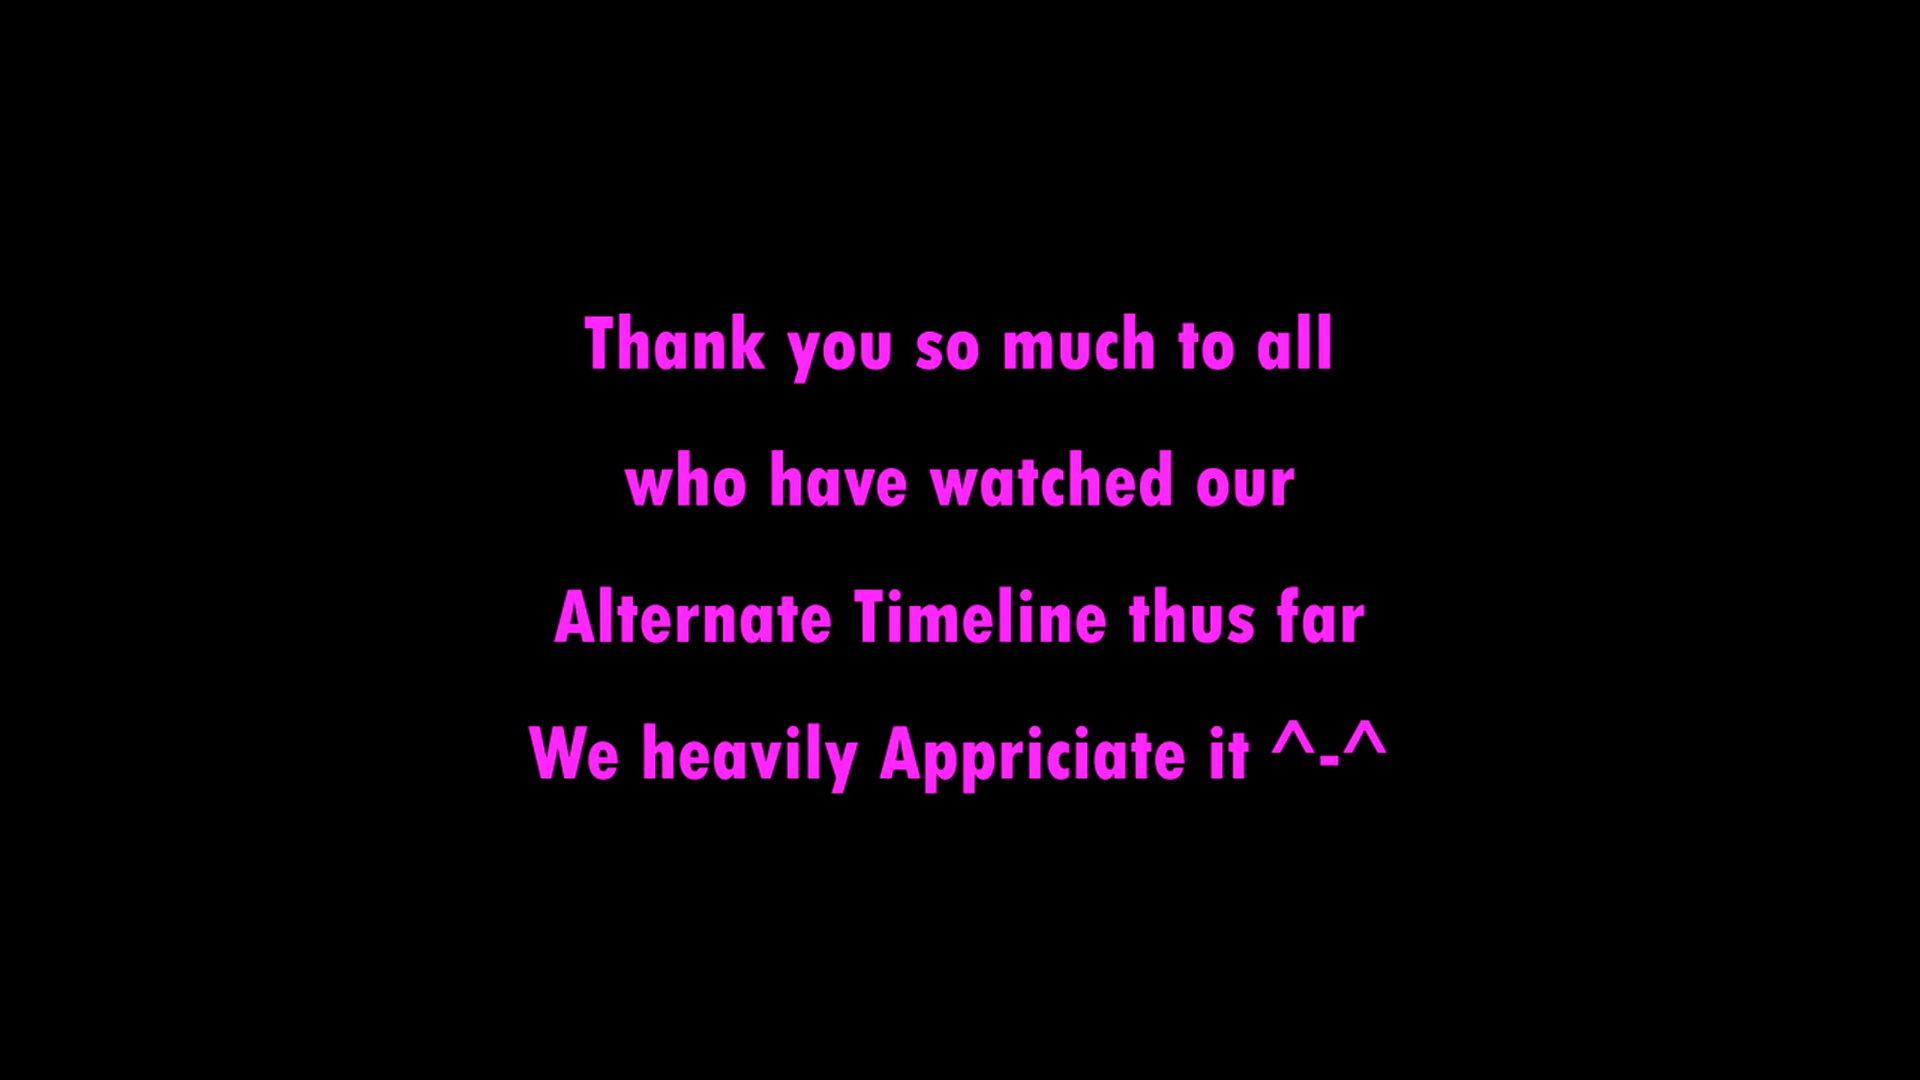 Thank you so much to all
who have watched our
Alternate Timeline thus far
We heavily Appriciate it ^-^